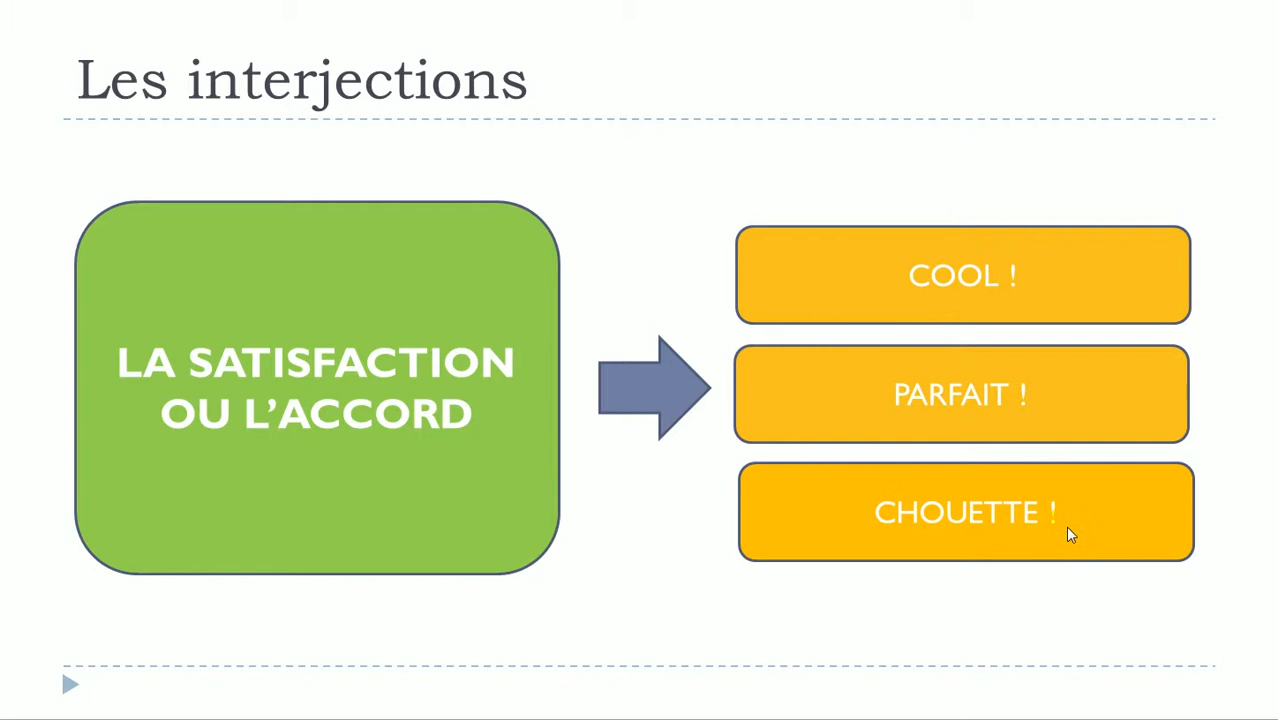 Les interjections
LA SATISFACTION
OU L’ACCORD
COOL !
PARFAIT !
CHOUETTE !